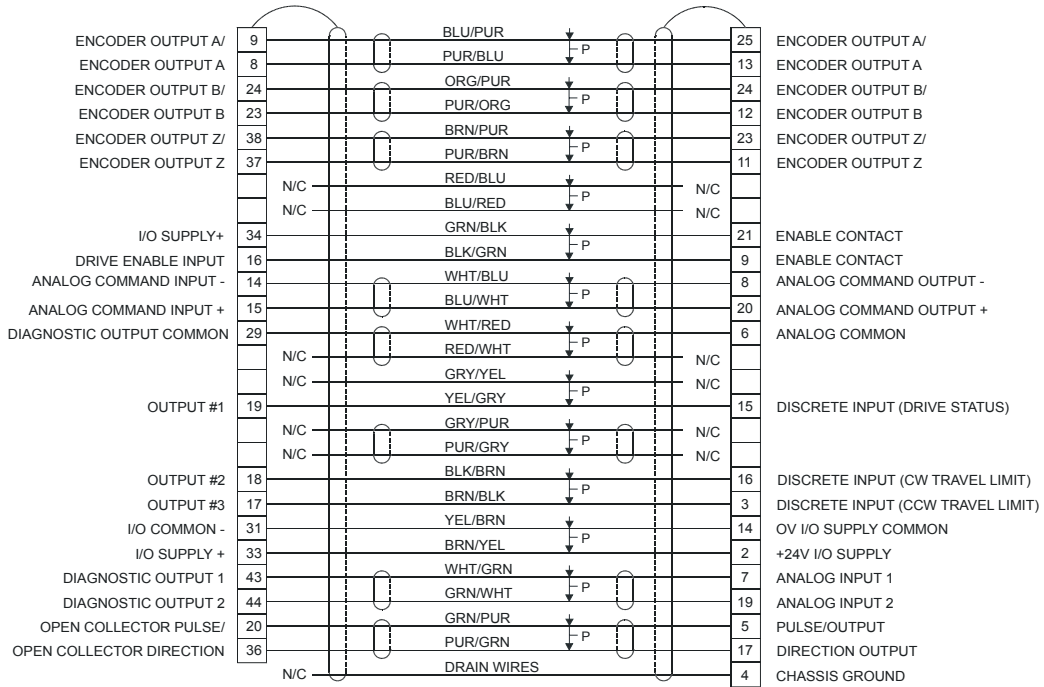 ENCODER OUTPUT A/ 9 BLU/PUR 25 ENCODER OUTPUT A/
P
ENCODER OUTPUT A 8 PUR/BLU 13 ENCODER OUTPUT A
ENCODER OUTPUT B/ 24 ORG/PUR 24 ENCODER OUTPUT B/
P
ENCODER OUTPUT B 23 PUR/ORG 12 ENCODER OUTPUT B
ENCODER OUTPUT Z/ 38 BRN/PUR 23 ENCODER OUTPUT Z/
P
ENCODER OUTPUT Z 37 PUR/BRN 11 ENCODER OUTPUT Z
N/C RED/BLU N/C
P
N/C BLU/RED N/C
I/O SUPPLY+ 34 GRN/BLK 21 ENABLE CONTACT
P
DRIVE ENABLE INPUT 16 BLK/GRN 9 ENABLE CONTACT
ANALOG COMMAND INPUT - 14 WHT/BLU 8 ANALOG COMMAND OUTPUT -
P
ANALOG COMMAND INPUT + 15 BLU/WHT 20 ANALOG COMMAND OUTPUT +
DIAGNOSTIC OUTPUT COMMON 29 WHT/RED 6 ANALOG COMMON
P
N/C RED/WHT N/C
N/C GRY/YEL N/C
P
OUTPUT #1 19 YEL/GRY 15 DISCRETE INPUT (DRIVE STATUS)
N/C GRY/PUR N/C
P
N/C PUR/GRY N/C
OUTPUT #2 18 BLK/BRN 16 DISCRETE INPUT (CW TRAVEL LIMIT)
P
OUTPUT #3 17 BRN/BLK 3 DISCRETE INPUT (CCW TRAVEL LIMIT)
I/O COMMON - 31 YEL/BRN 14 OV I/O SUPPLY COMMON
P
I/O SUPPLY + 33 BRN/YEL 2 +24V I/O SUPPLY
DIAGNOSTIC OUTPUT 1 43 WHT/GRN 7 ANALOG INPUT 1
P
DIAGNOSTIC OUTPUT 2 44 GRN/WHT 19 ANALOG INPUT 2
OPEN COLLECTOR PULSE/ 20 GRN/PUR 5 PULSE/OUTPUT
P
OPEN COLLECTOR DIRECTION 36 PUR/GRN 17 DIRECTION OUTPUT
N/C DRAIN WIRES 4 CHASSIS GROUND